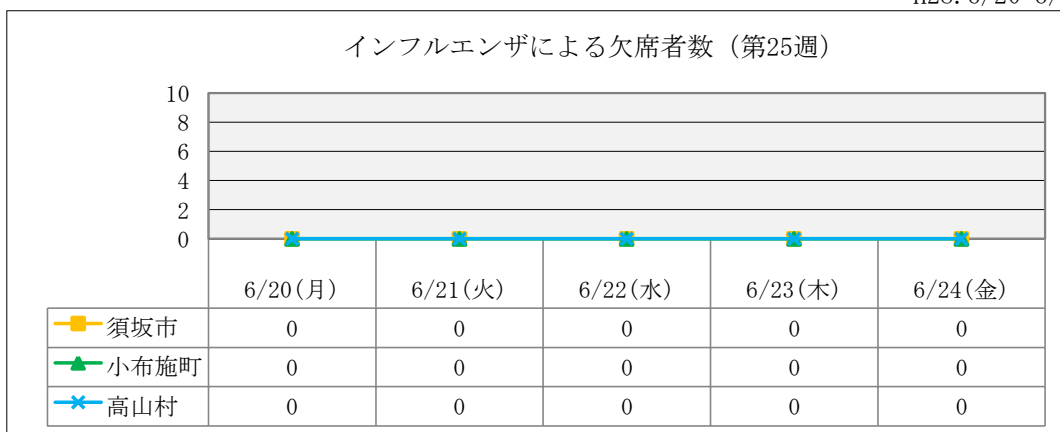 インフルエンザによる欠席者数（第25週）
10
8
6
4
2
0
6/20(月) 6/21(火) 6/22(水) 6/23(木) 6/24(金)
須坂市 0 0 0 0 0
小布施町 0 0 0 0 0
高山村 0 0 0 0 0